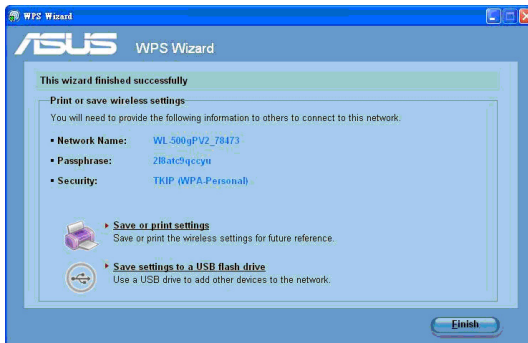 WPS Wizard
ASUS WPS Wizard
This wizard finished successfully
Print or save wireless settings
You will need to provide the following information to others to connect to this network.
▪ Network Name: WL-500gPV2_78473
▪ Passphrase: 2l8atc9qccyu
▪ Security: TKIP (WPA-Personal)
Save or print settings
Save or print the wireless settings for future reference.
Save settings to a USB flash drive
Use a USB drive to add other devices to the network.
Finish